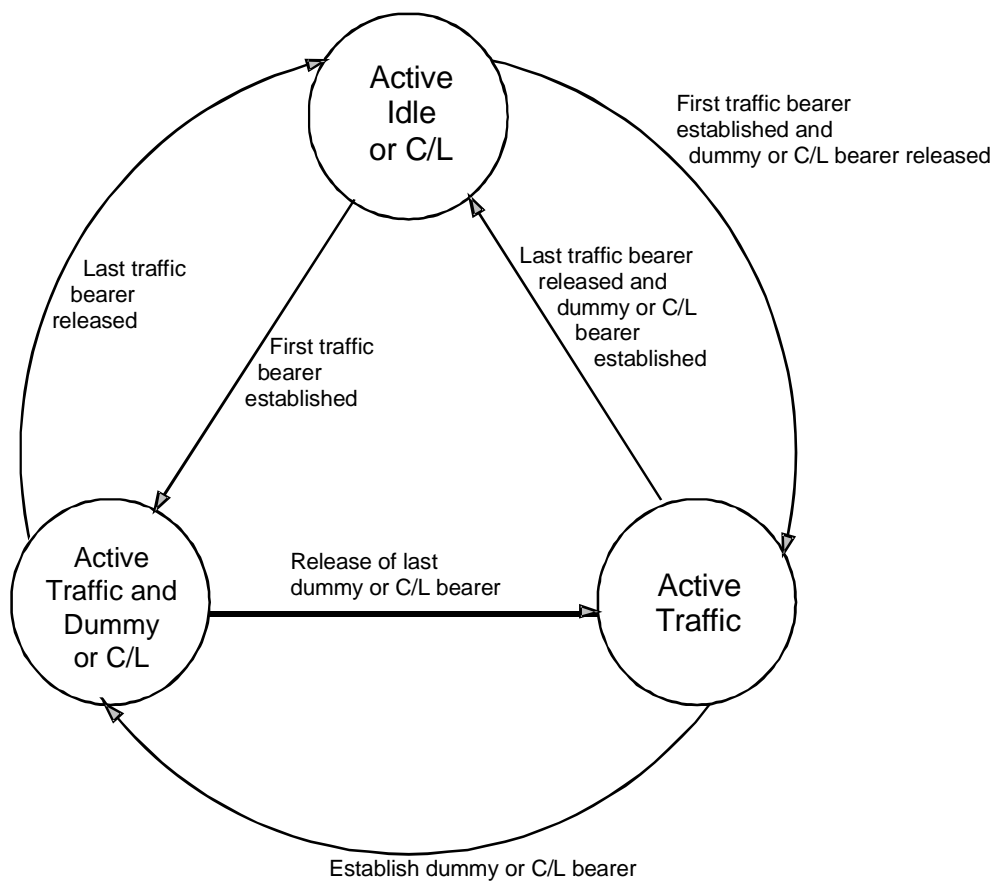 Active
Idle
or C/L
First traffic bearer
established and
dummy or C/L bearer released
Last traffic
bearer
released
Last traffic bearer
released and
dummy or C/L
bearer
established
First traffic
bearer
established
Active
Traffic and
Dummy
or C/L
Release of last
dummy or C/L bearer
Active
Traffic
Establish dummy or C/L bearer